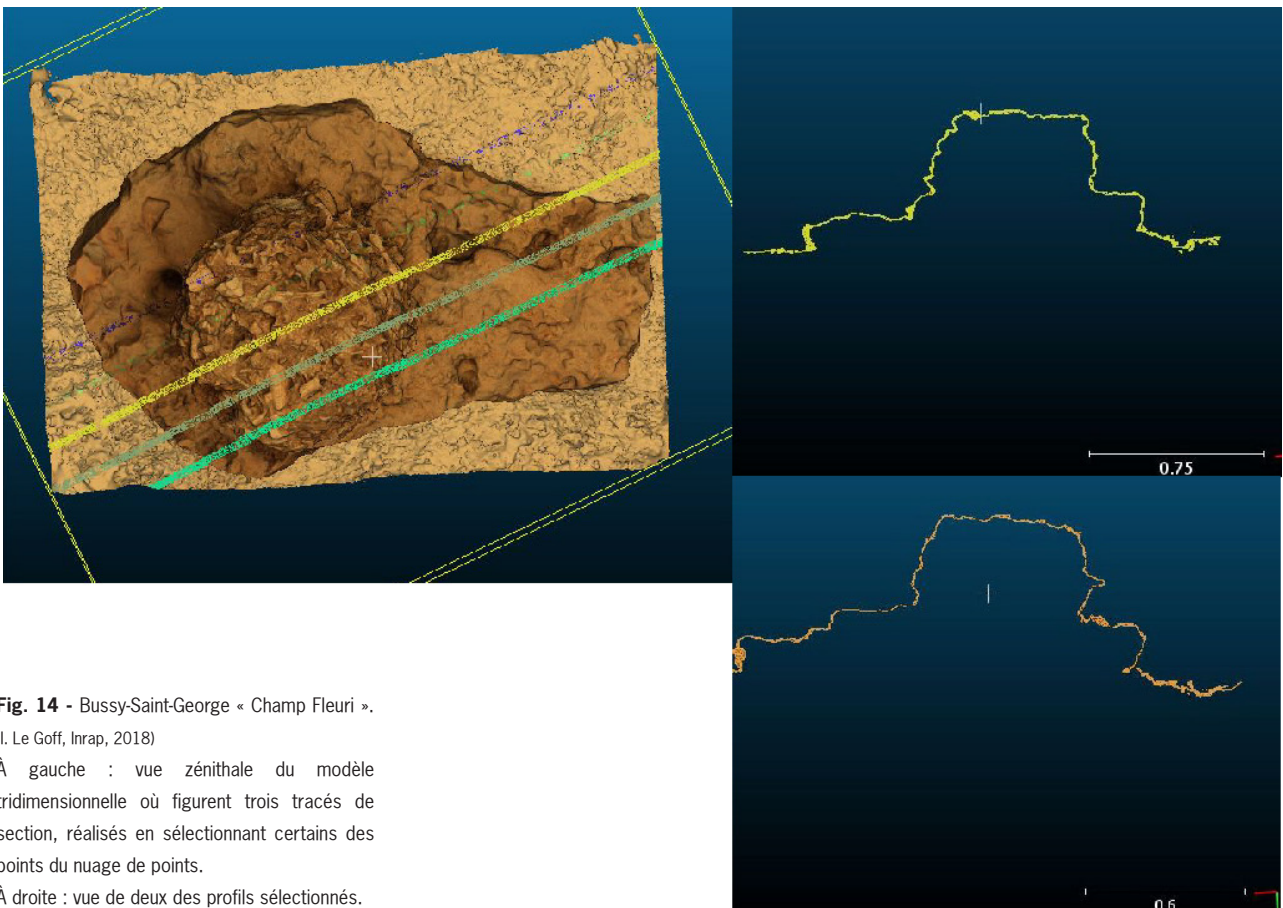 0.75
0.6
Fig. 14 - Bussy-Saint-George « Champ Fleuri ».
I. Le Goff, Inrap, 2018)
À gauche : vue zénithale du modèle
tridimensionnelle où figurent trois tracés de
section, réalisés en sélectionnant certains des
points du nuage de points.
À droite : vue de deux des profils sélectionnés.